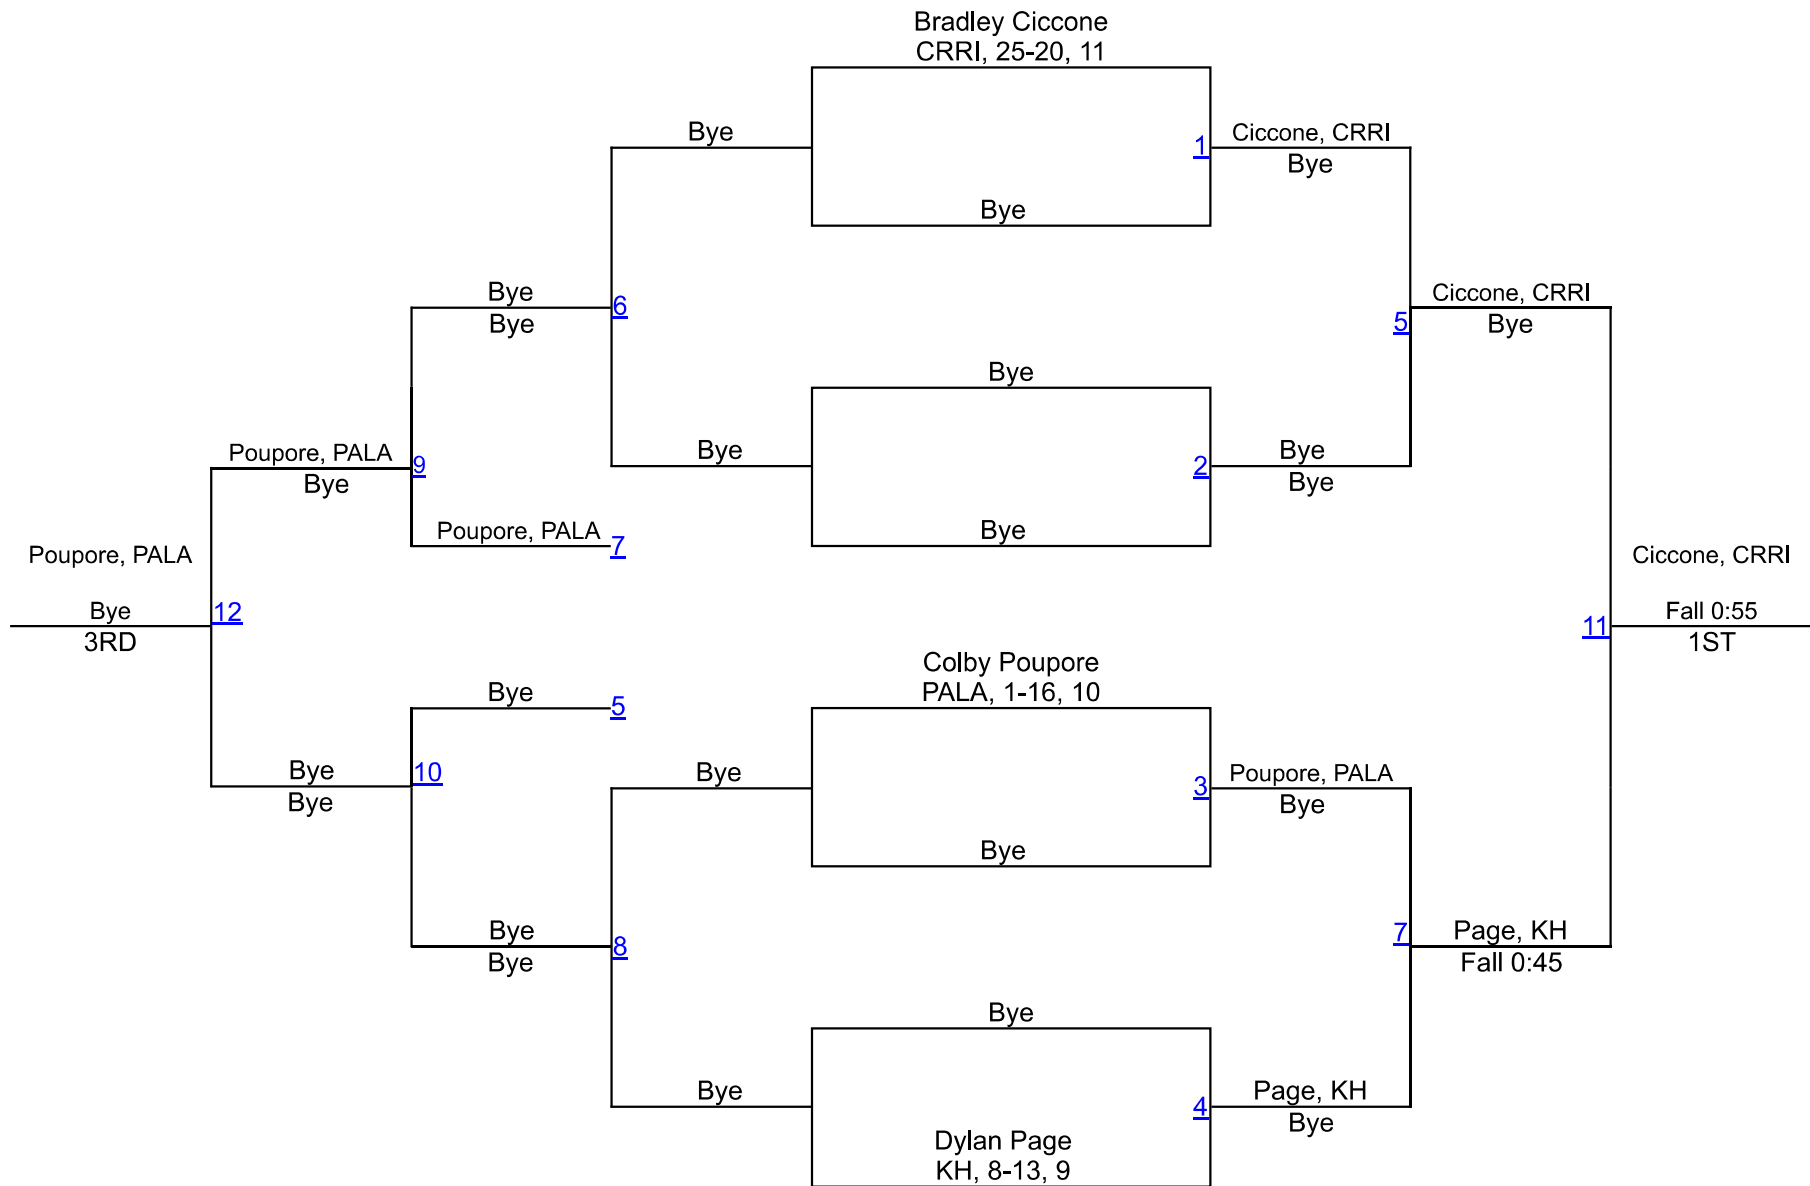 Bradley Ciccone
CRRI, 25-20, 11
Bye
1
Ciccone, CRRI
Bye
Bye
Bye
Bye
6
Ciccone, CRRI
Bye
5
Bye
Poupore, PALA
Bye
9
Bye
2
Bye
Bye
Poupore, PALA
7
Bye
Poupore, PALA
Bye
3RD
12
Ciccone, CRRI
Fall 0:55
1ST
11
Colby Poupore
PALA, 1-16, 10
Bye
5
Bye
Bye
10
Bye
3
Poupore, PALA
Bye
Bye
Bye
Bye
8
7
Page, KH
Fall 0:45
Bye
Bye
4
Page, KH
Bye
Dylan Page
KH, 8-13, 9